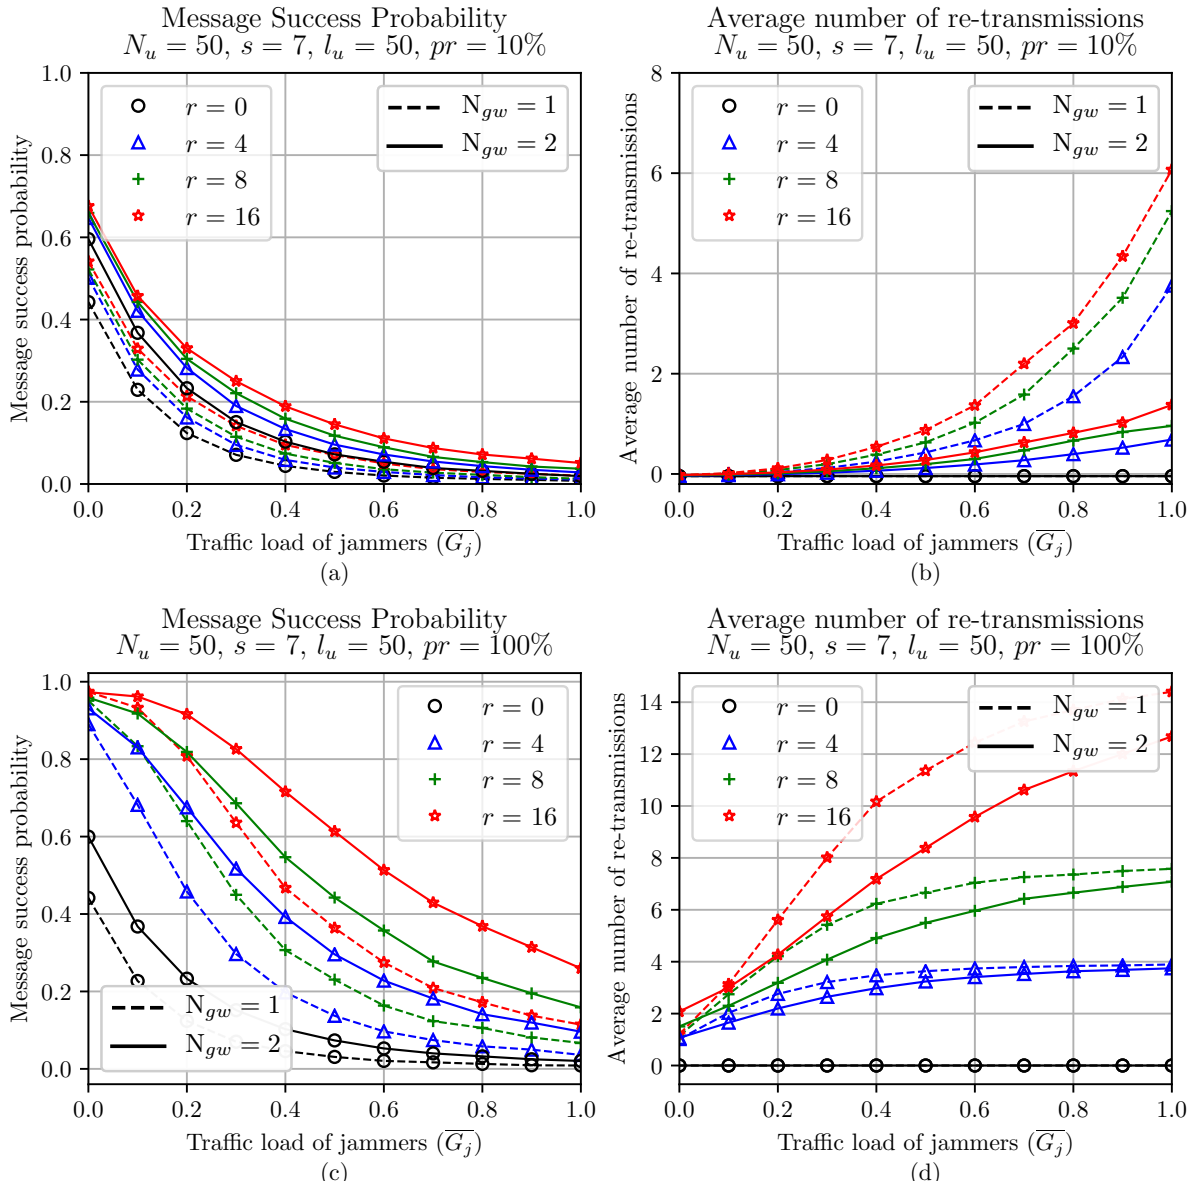 Message Success Probability
N_u = 50, s = 7, l_u = 50, pr = 10%
Message success probability
1.0
0.8
0.6
0.4
0.2
0.0
r = 0
r = 4
r = 8
r = 16
N_gw = 1
N_gw = 2
0.0 0.2 0.4 0.6 0.8 1.0
Traffic load of jammers (G̅_j)
(a)
Average number of re-transmissions
N_u = 50, s = 7, l_u = 50, pr = 10%
Average number of re-transmissions
8
6
4
2
0
r = 0
r = 4
r = 8
r = 16
N_gw = 1
N_gw = 2
0.0 0.2 0.4 0.6 0.8 1.0
Traffic load of jammers (G̅_j)
(b)
Message Success Probability
N_u = 50, s = 7, l_u = 50, pr = 100%
Message success probability
1.0
0.8
0.6
0.4
0.2
0.0
r = 0
r = 4
r = 8
r = 16
N_gw = 1
N_gw = 2
0.0 0.2 0.4 0.6 0.8 1.0
Traffic load of jammers (G̅_j)
(c)
Average number of re-transmissions
N_u = 50, s = 7, l_u = 50, pr = 100%
Average number of re-transmissions
14
12
10
8
6
4
2
0
r = 0
r = 4
r = 8
r = 16
N_gw = 1
N_gw = 2
0.0 0.2 0.4 0.6 0.8 1.0
Traffic load of jammers (G̅_j)
(d)